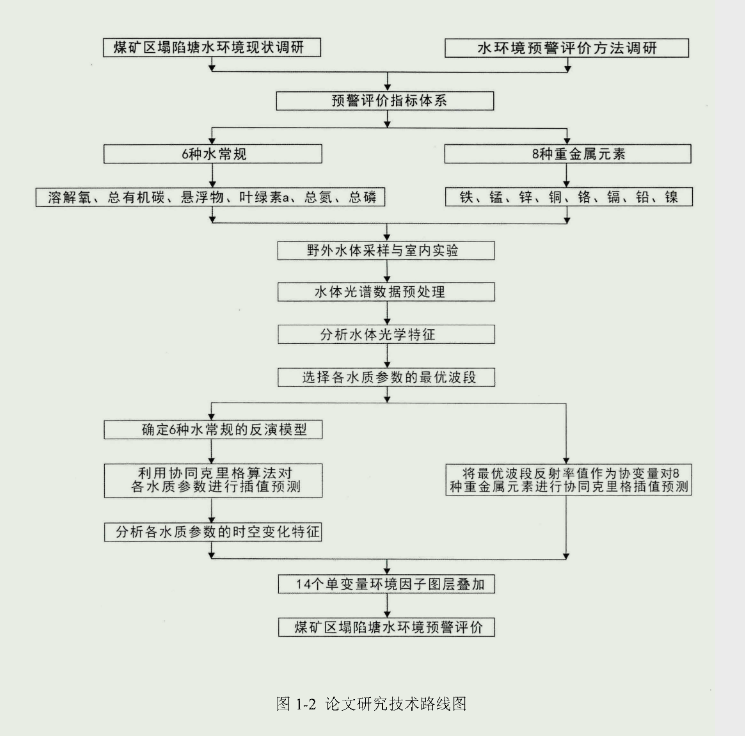 煤矿区塌陷塘水环境现状调研
水环境预警评价方法调研
预警评价指标体系
6种水常规
8种重金属元素
溶解氧、总有机碳、悬浮物、叶绿素a、总氮、总磷
铁、锰、锌、铜、铬、镉、铅、镍
野外水体采样与室内实验
水体光谱数据预处理
分析水体光学特征
选择各水质参数的最优波段
确定6种水常规的反演模型
利用协同克里格算法对
各水质参数进行插值预测
将最优波段反射率值作为协变量对8
种重金属元素进行协同克里格插值预测
分析各水质参数的时空变化特征
14个单变量环境因子图层叠加
煤矿区塌陷塘水环境预警评价
图 1-2 论文研究技术路线图